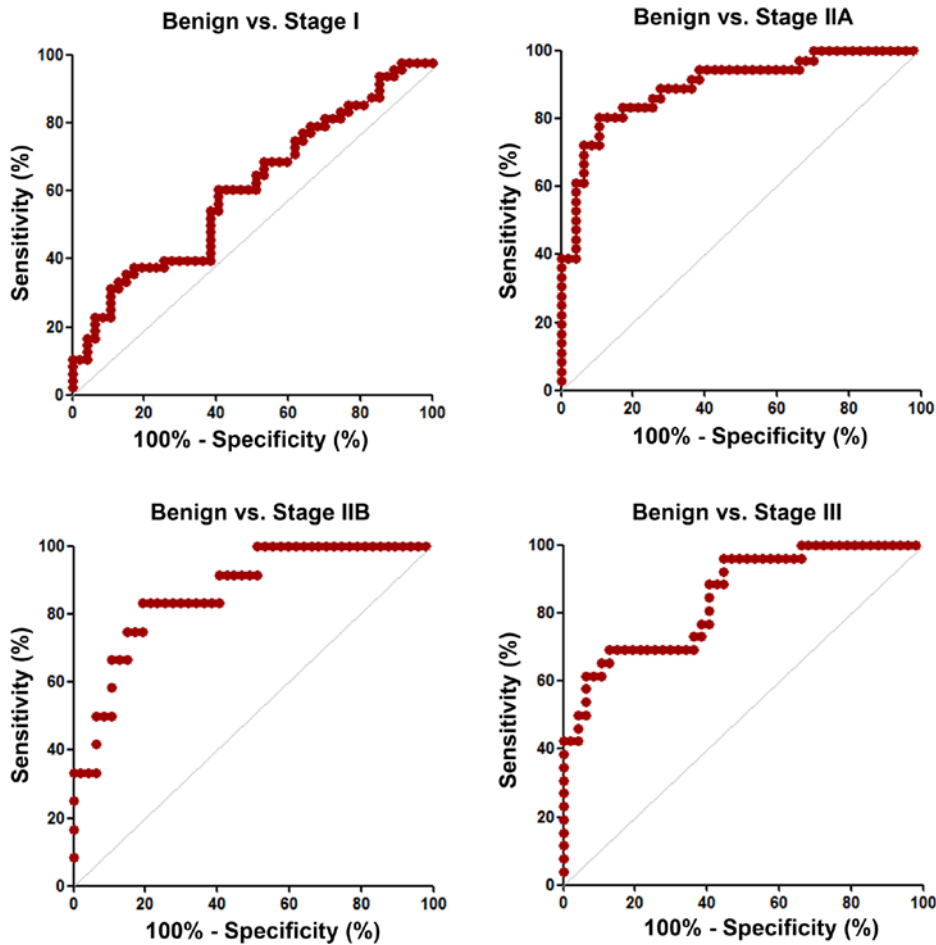 Benign vs. Stage I
100
80
60
40
20
0
Sensitivity (%)
0 20 40 60 80 100
100% - Specificity (%)
Benign vs. Stage IIA
100
80
60
40
20
0
Sensitivity (%)
0 20 40 60 80 100
100% - Specificity (%)
Benign vs. Stage IIB
100
80
60
40
20
0
Sensitivity (%)
0 20 40 60 80 100
100% - Specificity (%)
Benign vs. Stage III
100
80
60
40
20
0
Sensitivity (%)
0 20 40 60 80 100
100% - Specificity (%)